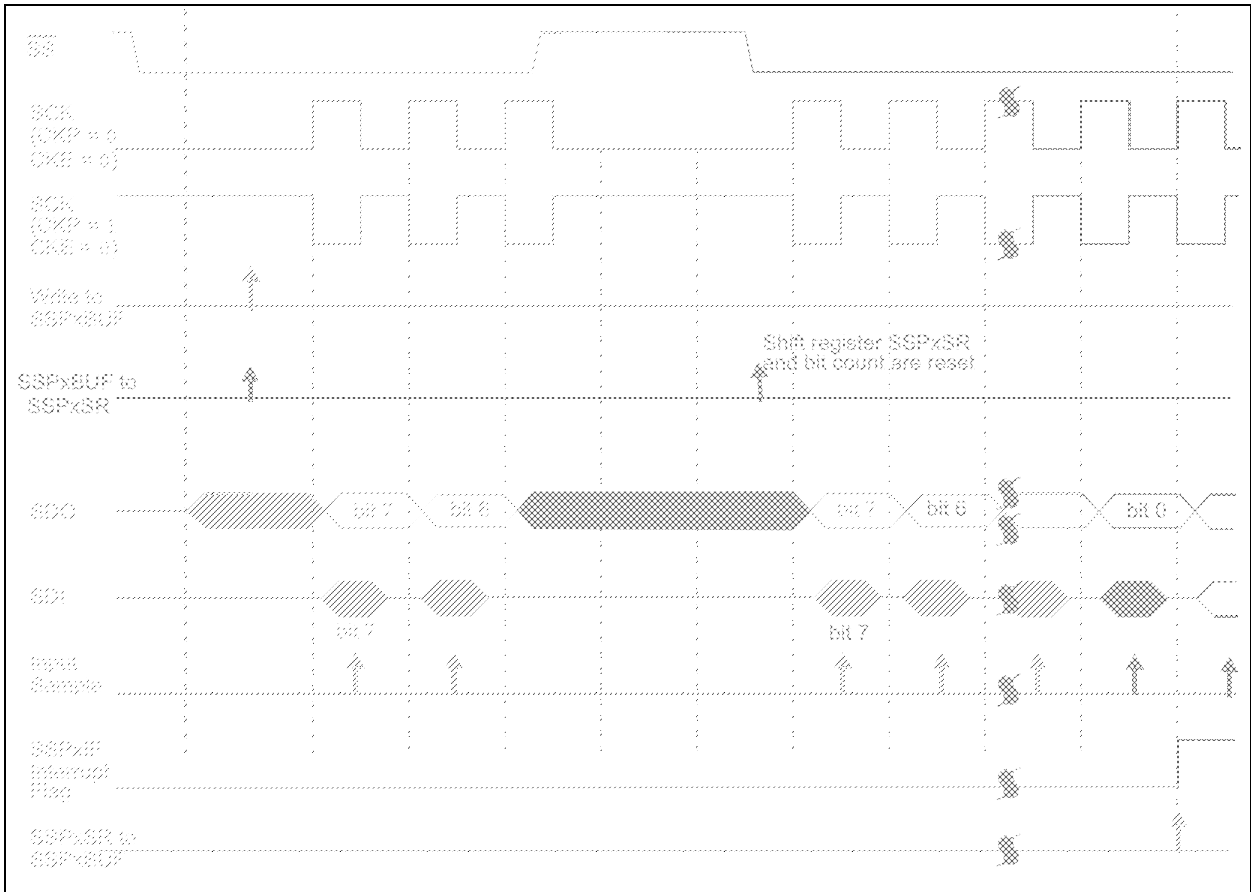 SS
SCK
(CKP = 0
CKE = 0)
SCK
(CKP = 1
CKE = 0)
Write to
SSPxBUF
Shift register SSPxSR
and bit count are reset
SSPxBUF to
SSPxSR
SDO
bit 7
bit 6
bit 7
bit 6
bit 0
SDI
bit 7
bit 7
Input
Sample
SSPxIF
Interrupt
Flag
SSPxSR to
SSPxBUF